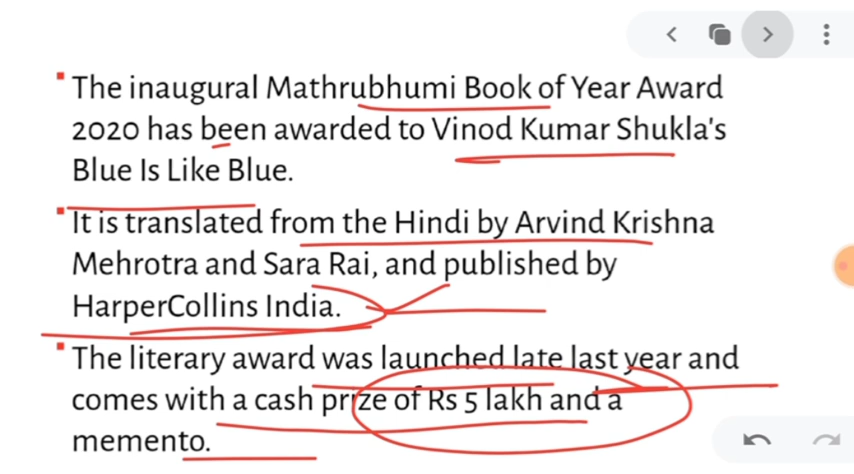 The inaugural Mathrubhumi Book of Year Award
2020 has been awarded to Vinod Kumar Shukla's
Blue Is Like Blue.
It is translated from the Hindi by Arvind Krishna
Mehrotra and Sara Rai, and published by
HarperCollins India.
The literary award was launched late last year and
comes with a cash prize of Rs 5 lakh and a
memento.